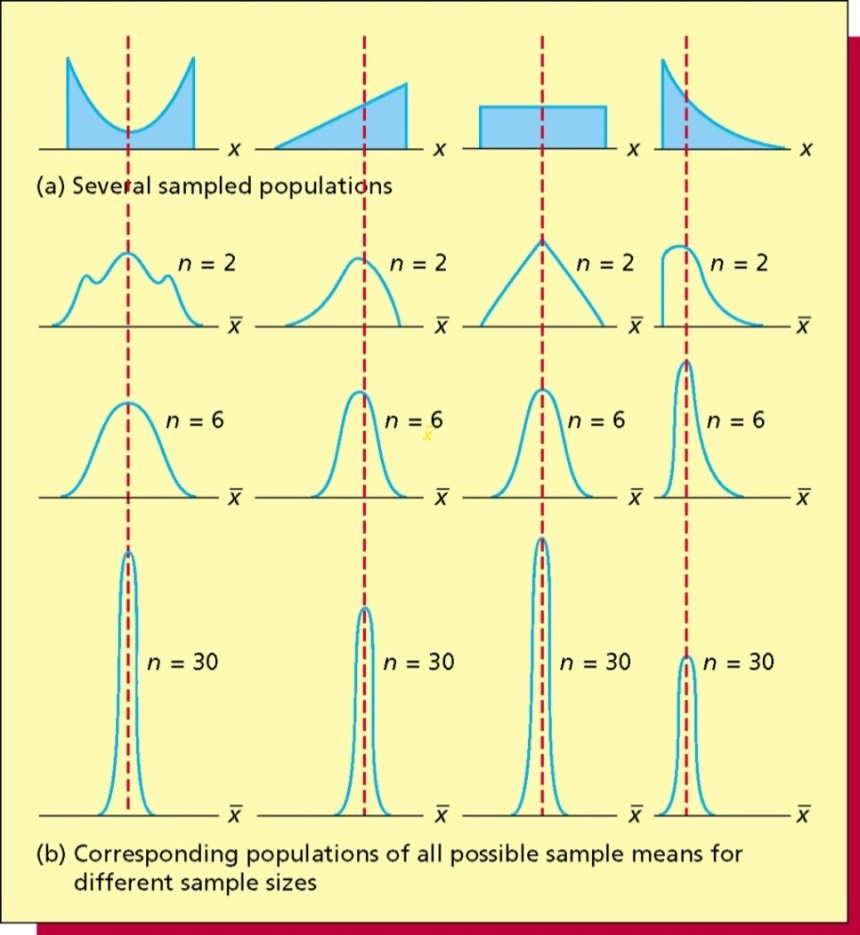 x x x x
(a) Several sampled populations
n = 2 n = 2 n = 2 n = 2
x̅ x̅ x̅ x̅
n = 6 n = 6 n = 6 n = 6
x̅
x̅ x̅ x̅ x̅
n = 30 n = 30 n = 30 n = 30
x̅ x̅ x̅ x̅
(b) Corresponding populations of all possible sample means for
different sample sizes